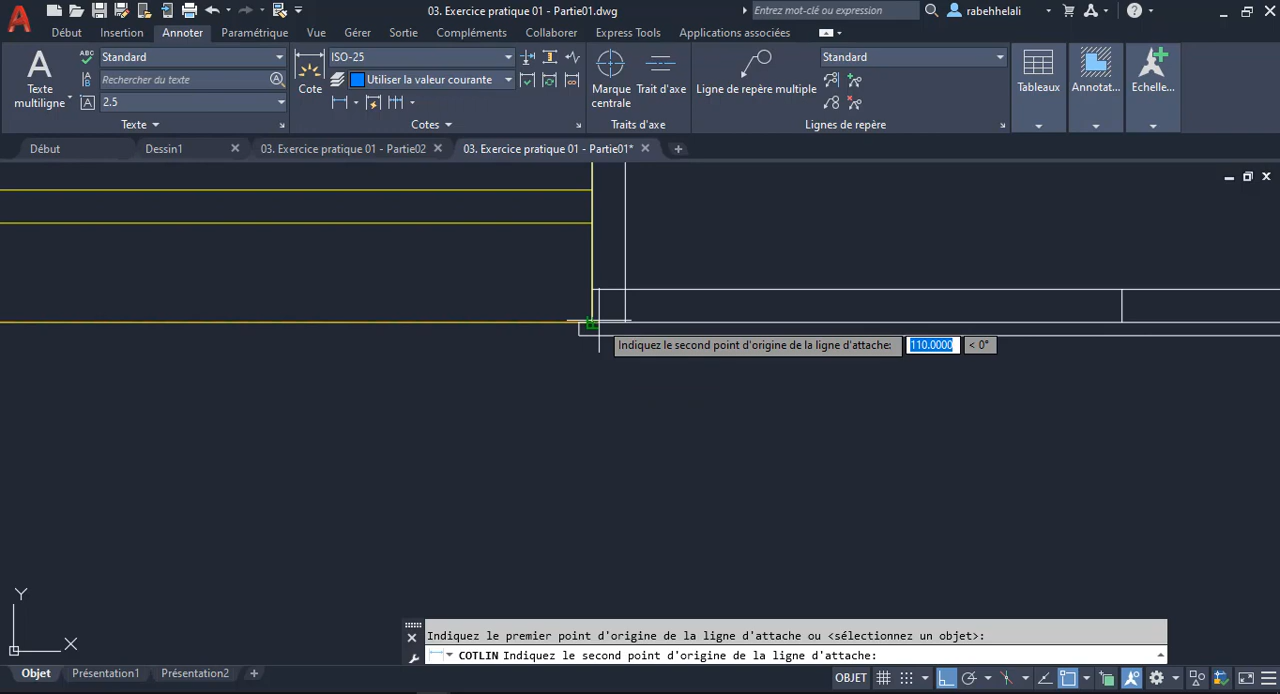 03. Exercice pratique 01 - Partie01.dwg
Entrez mot-clé ou expression
rabehhelali
Début Insertion Annoter Paramétrique Vue Gérer Sortie Compléments Collaborer Express Tools Applications associées
Texte multiligne
Standard
Rechercher du texte
2.5
Texte
Cote
ISO-25
Utiliser la valeur courante
Cotes
Marque centrale
Trait d'axe
Traits d'axe
Ligne de repère multiple
Standard
Lignes de repère
Tableaux
Annotat...
Echelle...
Début
Dessin1
03. Exercice pratique 01 - Partie02
03. Exercice pratique 01 - Partie01*
Indiquez le second point d'origine de la ligne d'attache: 110.0000 < 0°
Y
X
Indiquez le premier point d'origine de la ligne d'attache ou <sélectionnez un objet>:
COTLIN Indiquez le second point d'origine de la ligne d'attache:
Objet Présentation1 Présentation2 +
OBJET